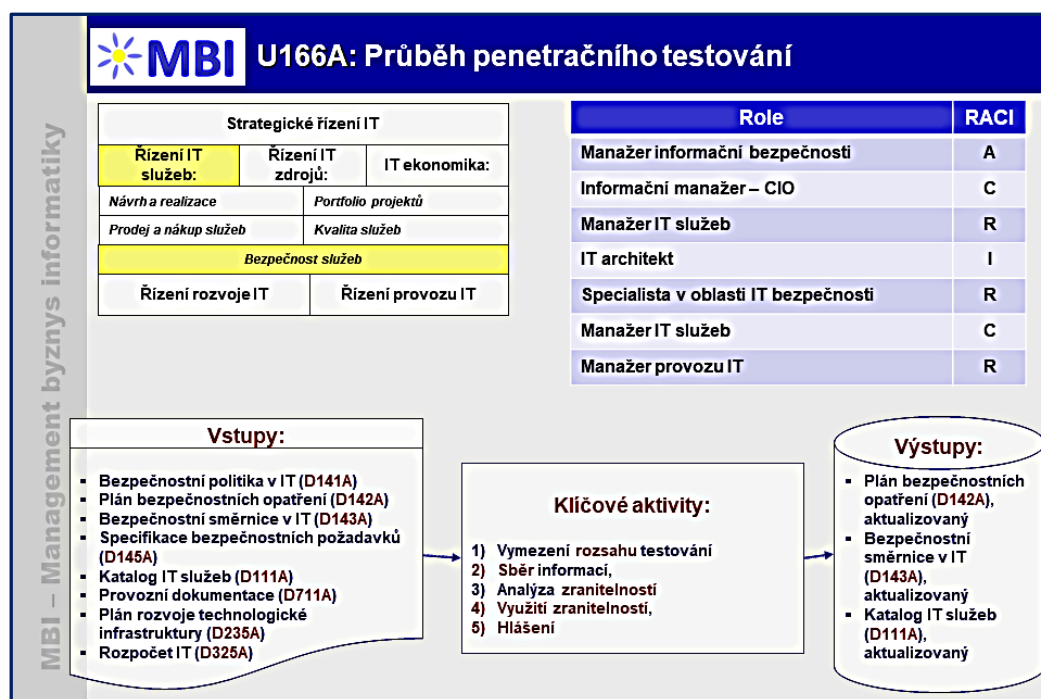 MBI – Management byznys informatiky
MBI
U166A: Průběh penetračního testování
Strategické řízení IT
Řízení IT
služeb:
Řízení IT
zdrojů:
IT ekonomika:
Návrh a realizace
Portfolio projektů
Prodej a nákup služeb
Kvalita služeb
Bezpečnost služeb
Řízení rozvoje IT
Řízení provozu IT
Role RACI
Manažer informační bezpečnosti A
Informační manažer – CIO C
Manažer IT služeb R
IT architekt I
Specialista v oblasti IT bezpečnosti R
Manažer IT služeb C
Manažer provozu IT R
Vstupy:
▪ Bezpečnostní politika v IT (D141A)
▪ Plán bezpečnostních opatření (D142A)
▪ Bezpečnostní směrnice v IT (D143A)
▪ Specifikace bezpečnostních požadavků
(D145A)
▪ Katalog IT služeb (D111A)
▪ Provozní dokumentace (D711A)
▪ Plán rozvoje technologické
infrastruktury (D235A)
▪ Rozpočet IT (D325A)
Klíčové aktivity:
1) Vymezení rozsahu testování
2) Sběr informací,
3) Analýza zranitelností
4) Využití zranitelností,
5) Hlášení
Výstupy:
▪ Plán bezpečnostních
opatření (D142A),
aktualizovaný
▪ Bezpečnostní
směrnice v IT
(D143A),
aktualizovaný
▪ Katalog IT služeb
(D111A),
aktualizovaný